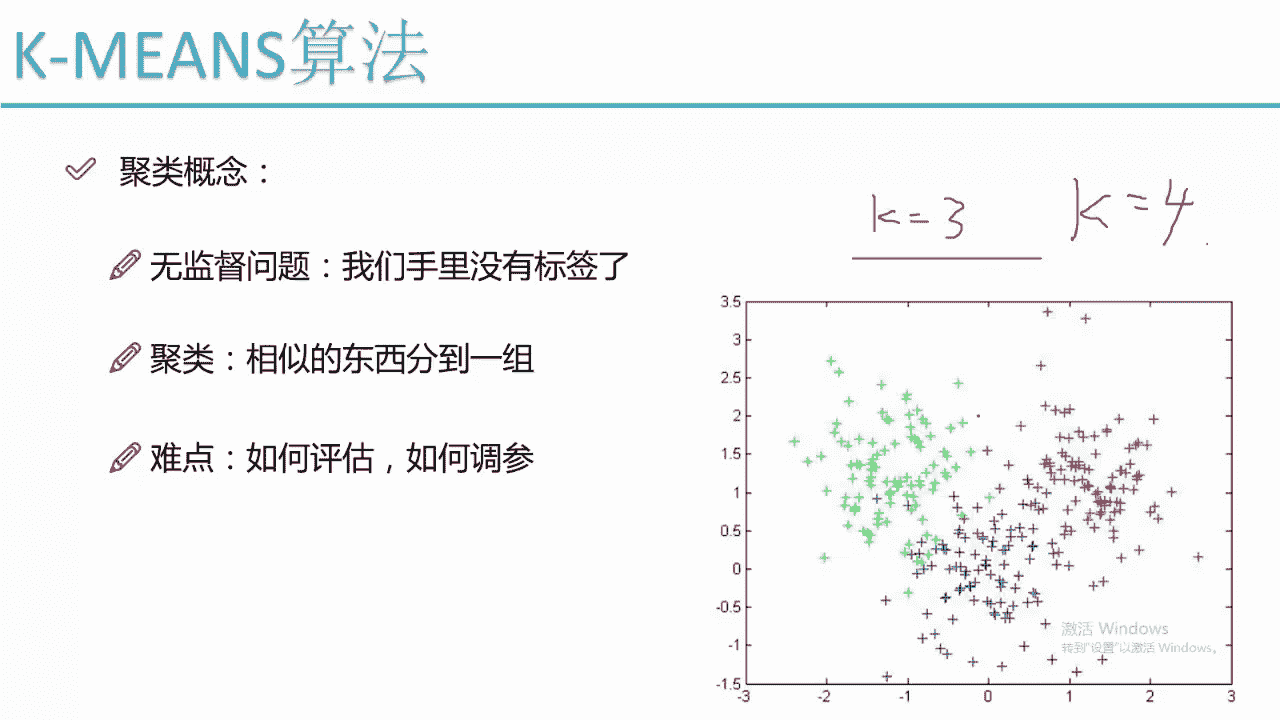 K-MEANS算法
聚类概念：
无监督问题：我们手里没有标签了
聚类：相似的东西分到一组
难点：如何评估，如何调参
k=3
K=4
3.5
3
2.5
2
1.5
1
0.5
0
-0.5
-1
-1.5
-3 -2 -1 0 1 2 3
激活 Windows
转到"设置"以激活 Windows。